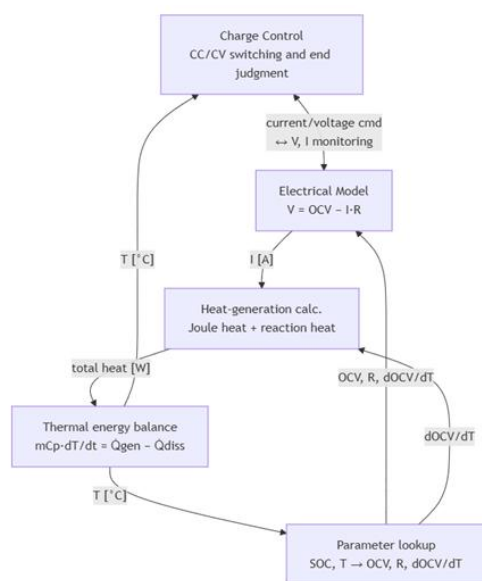 Charge Control
CC/CV switching and end
judgment
current/voltage cmd
↔ V, I monitoring
Electrical Model
V = OCV – I·R
T [°C]
I [A]
Heat-generation calc.
Joule heat + reaction heat
total heat [W]
OCV, R, dOCV/dT
dOCV/dT
Thermal energy balance
mCp·dT/dt = Q̇gen – Q̇diss
T [°C]
Parameter lookup
SOC, T → OCV, R, dOCV/dT